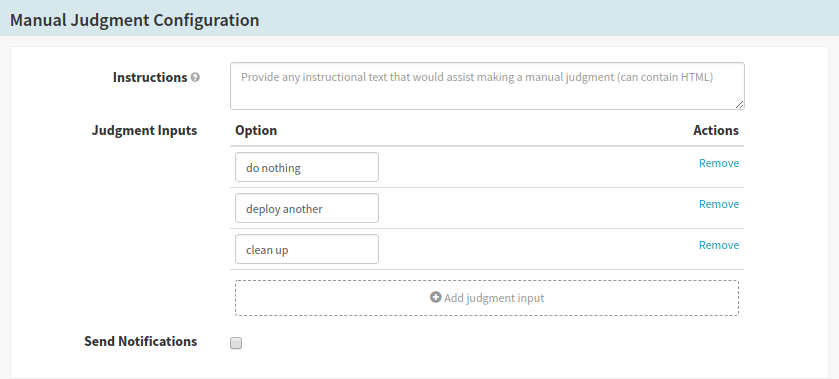 Manual Judgment Configuration
Instructions
Provide any instructional text that would assist making a manual judgment (can contain HTML)
Judgment Inputs Option Actions
do nothing Remove
deploy another Remove
clean up Remove
Add judgment input
Send Notifications